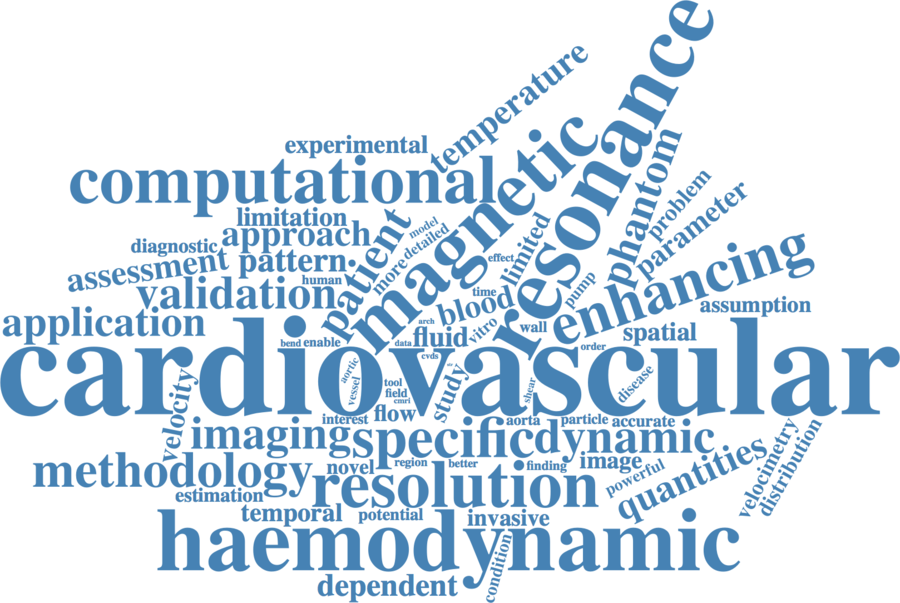 resonance
temperature
experimental
magnetic
computational
phantom
problem
limitation
patient
model
parameter
approach
detailed
limited
diagnostic
enhancing
assessment
pattern
more
effect
human
validation
time
blood
pump
assumption
application
arch
vitro
wall
spatial
bend
enable
data
fluid
order
cardiovascular
cvds
aortic
vessel
tool
field
cmri
study
shear
disease
velocity
interest
flow
aorta
particle
accurate
imaging
specific
dynamic
methodology
novel
region
better
finding
image
quantities
velocimetry
distribution
estimation
resolution
powerful
temporal
potential
invasive
haemodynamic
condition
dependent